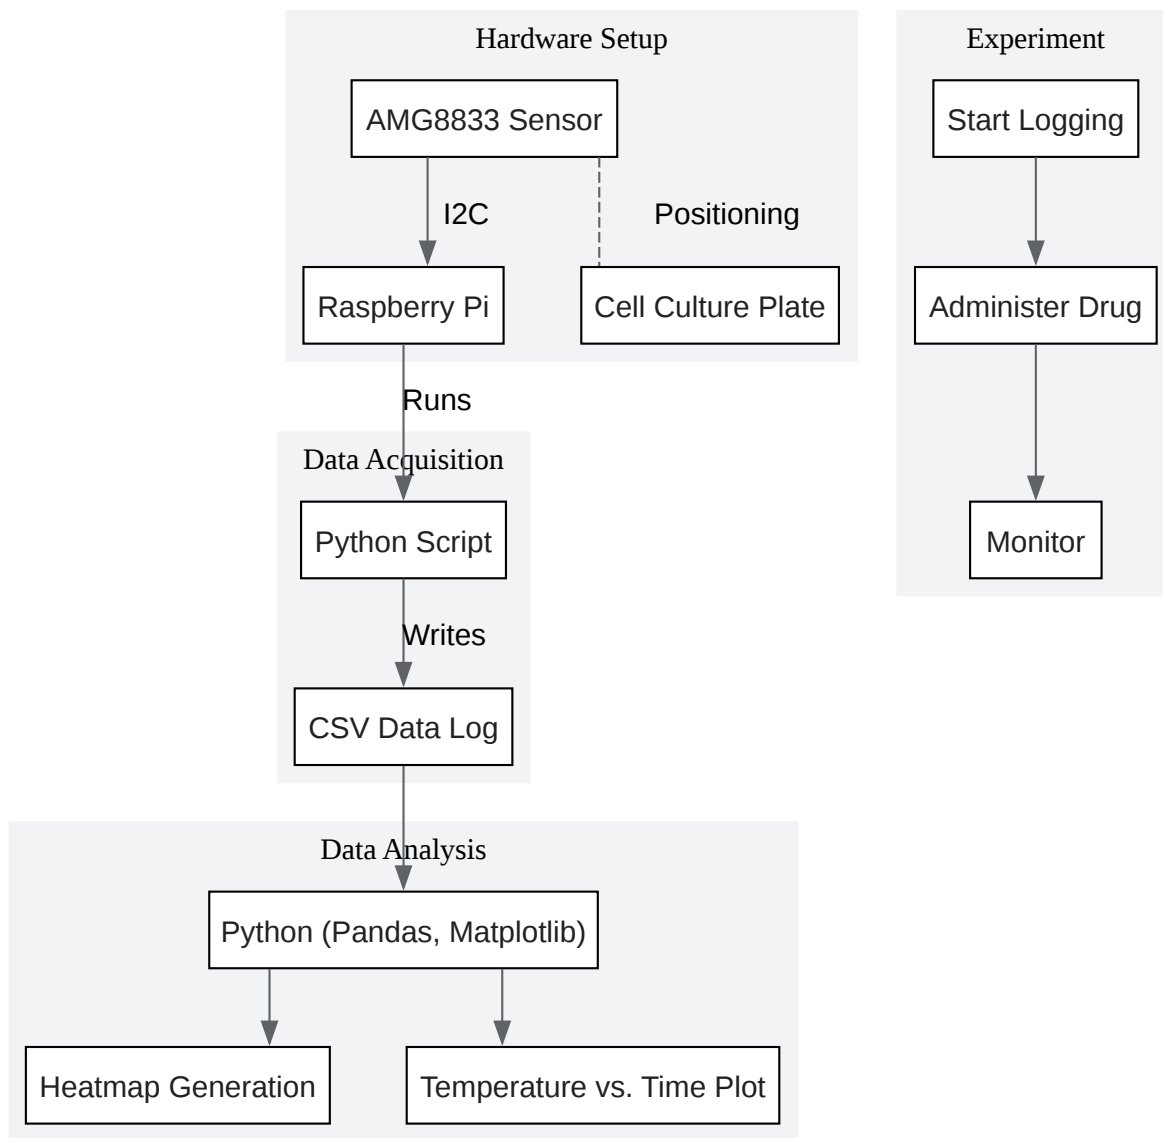 Hardware Setup
AMG8833 Sensor
I2C
Positioning
Raspberry Pi
Cell Culture Plate
Runs
Data Acquisition
Python Script
Writes
CSV Data Log
Data Analysis
Python (Pandas, Matplotlib)
Heatmap Generation
Temperature vs. Time Plot
Experiment
Start Logging
Administer Drug
Monitor